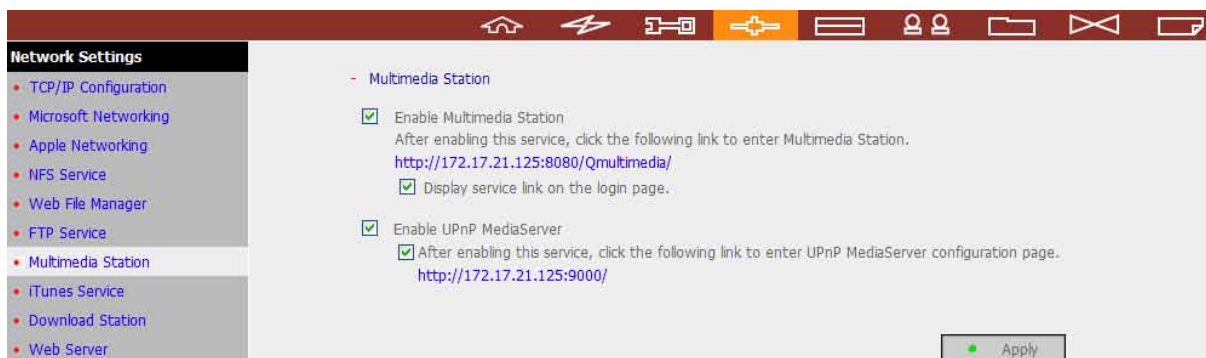 Network Settings
TCP/IP Configuration
Microsoft Networking
Apple Networking
NFS Service
Web File Manager
FTP Service
Multimedia Station
iTunes Service
Download Station
Web Server
- Multimedia Station
Enable Multimedia Station
After enabling this service, click the following link to enter Multimedia Station.
http://172.17.21.125:8080/Qmultimedia/
Display service link on the login page.
Enable UPnP MediaServer
After enabling this service, click the following link to enter UPnP MediaServer configuration page.
http://172.17.21.125:9000/
Apply